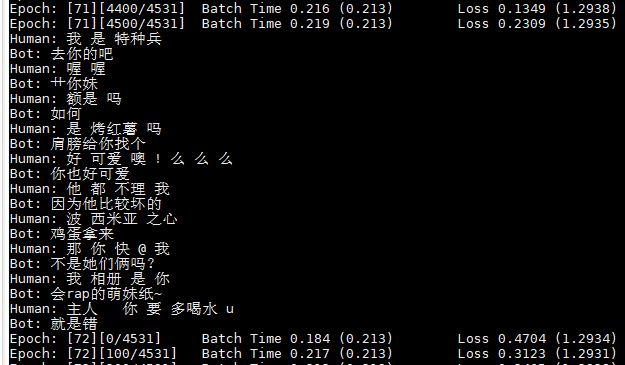 Epoch: [71][4400/4531] Batch Time 0.216 (0.213) Loss 0.1349 (1.2938)
Epoch: [71][4500/4531] Batch Time 0.219 (0.213) Loss 0.2309 (1.2935)
Human: 我 是 特种兵
Bot: 去你的吧
Human: 喔 喔
Bot: 艹你妹
Human: 额是 吗
Bot: 如何
Human: 是 烤红薯 吗
Bot: 肩膀给你找个
Human: 好 可爱 噢 ! 么 么 么
Bot: 你也好可爱
Human: 他 都 不理 我
Bot: 因为他比较坏的
Human: 波 西米亚 之心
Bot: 鸡蛋拿来
Human: 那 你 快 @ 我
Bot: 不是她们俩吗?
Human: 我 相册 是 你
Bot: 会rap的萌妹纸~
Human: 主人 你 要 多喝水 u
Bot: 就是错
Epoch: [72][0/4531] Batch Time 0.184 (0.213) Loss 0.4704 (1.2934)
Epoch: [72][100/4531] Batch Time 0.217 (0.213) Loss 0.3123 (1.2931)